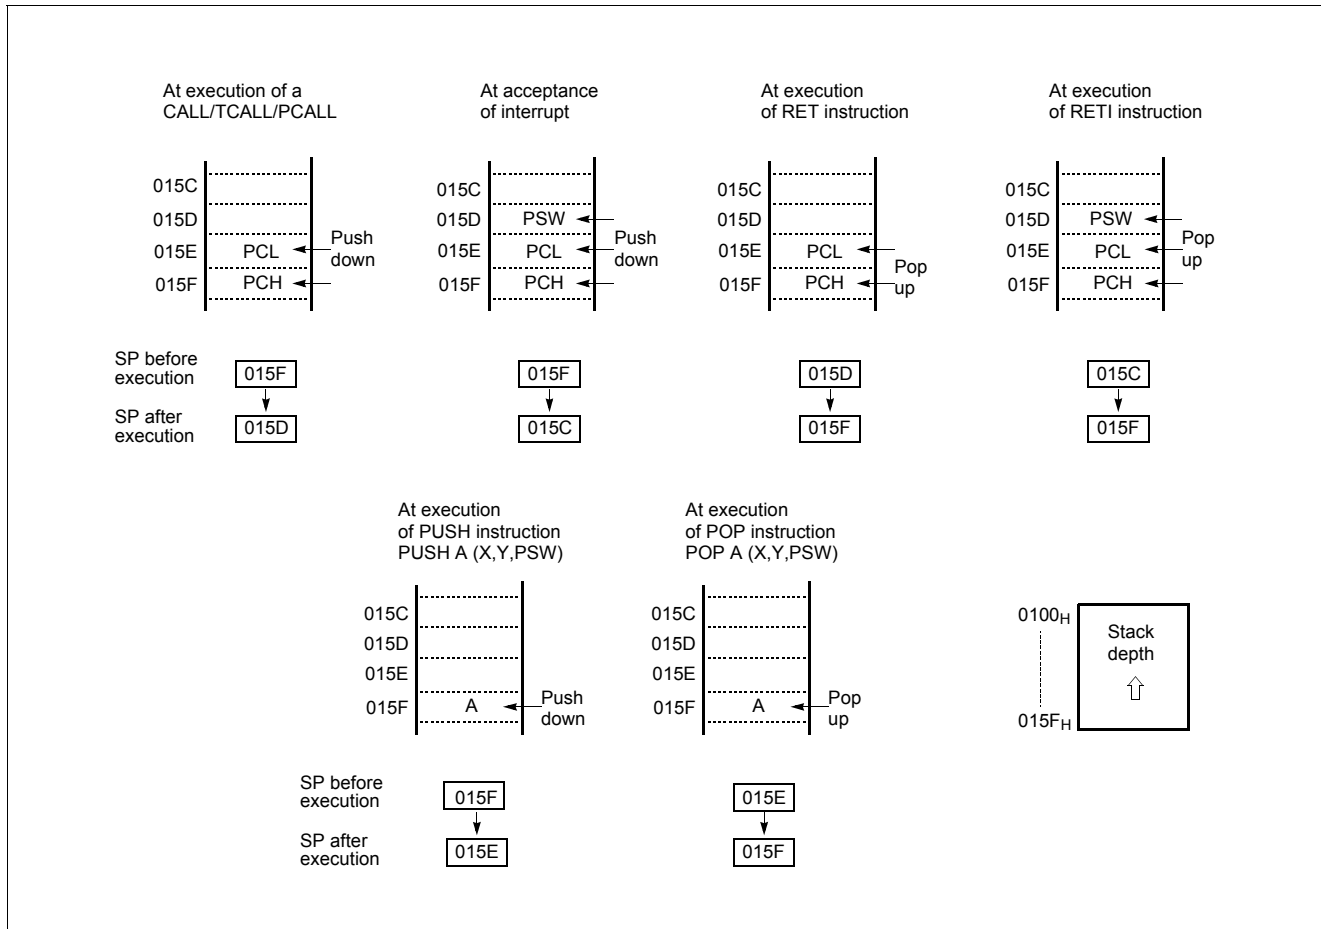 At execution of a
CALL/TCALL/PCALL
015C
015D
015E
015F
PCL
PCH
Push
down
At acceptance
of interrupt
015C
015D
015E
015F
PSW
PCL
PCH
Push
down
At execution
of RET instruction
015C
015D
015E
015F
PCL
PCH
Pop
up
At execution
of RETI instruction
015C
015D
015E
015F
PSW
PCL
PCH
Pop
up
SP before
execution
015F
015F
015D
015C
SP after
execution
015D
015C
015F
015F
At execution
of PUSH instruction
PUSH A (X,Y,PSW)
015C
015D
015E
015F
A
Push
down
At execution
of POP instruction
POP A (X,Y,PSW)
015C
015D
015E
015F
A
Pop
up
0100H
Stack
depth
015FH
SP before
execution
015F
015E
SP after
execution
015E
015F